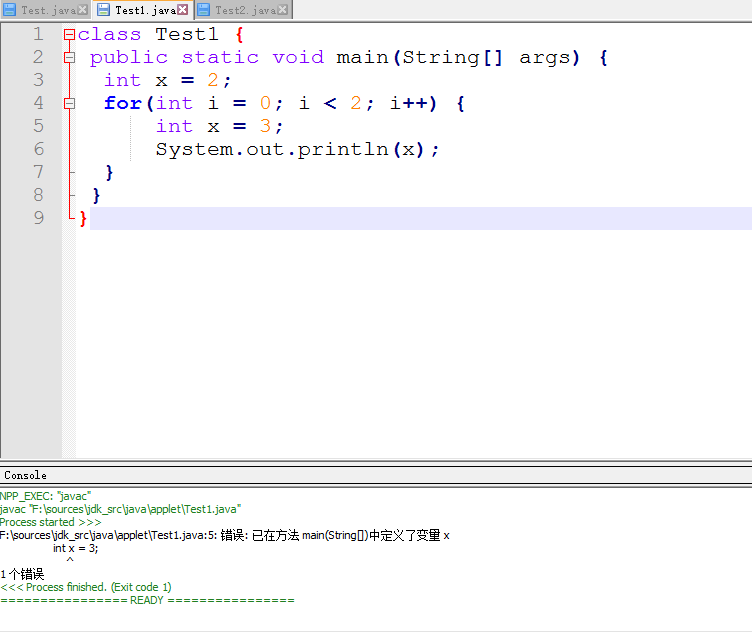 Test.java Test1.java Test2.java
1 class Test1 {
2 public static void main(String[] args) {
3 int x = 2;
4 for(int i = 0; i < 2; i++) {
5 int x = 3;
6 System.out.println(x);
7 }
8 }
9 }
Console
NPP_EXEC: "javac"
javac "F:\sources\jdk_src\java\applet\Test1.java"
Process started >>>
F:\sources\jdk_src\java\applet\Test1.java:5: 错误: 已在方法 main(String[])中定义了变量 x
int x = 3;
^
1 个错误
<<< Process finished. (Exit code 1)
================ READY ================